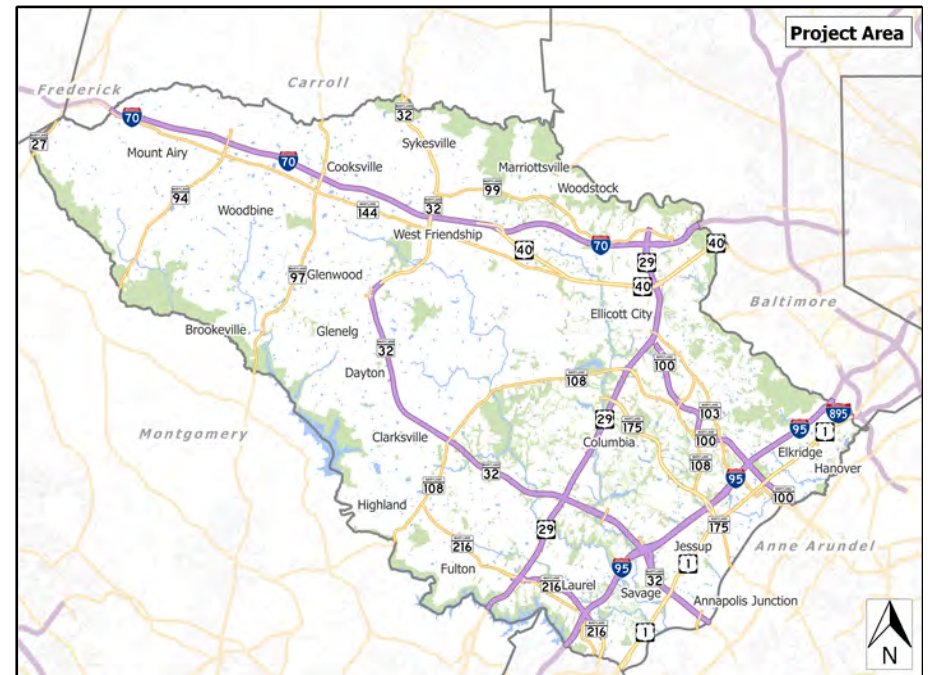 Project Area
Carroll
Frederick
32
70
27
Mount Airy
Sykesville
70
Cooksville
Marriottsville
99
Woodstock
94
Woodbine
144
32
West Friendship
40
70
40
29
97
Glenwood
40
Baltimore
Ellicott City
Brookeville
Glenelg
32
Dayton
100
108
895
29
175
103
95
1
Montgomery
Clarksville
Columbia
100
Elkridge
32
108
Hanover
108
95
100
Highland
29
175
216
Jessup
Anne Arundel
Fulton
1
95
216
Laurel
32
Savage
Annapolis Junction
216
1
N